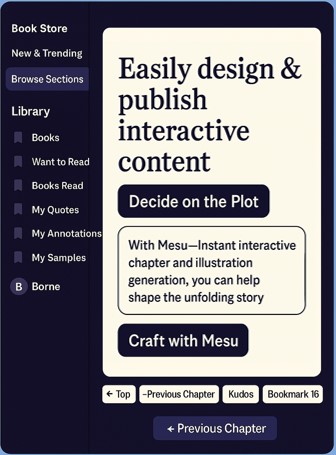 Book Store
New & Trending
Browse Sections
Library
Books
Want to Read
Books Read
My Quotes
My Annotations
My Samples
B Borne
Easily design &
publish
interactive
content
Decide on the Plot
With Mesu—Instant interactive
chapter and illustration
generation, you can help
shape the unfolding story
Craft with Mesu
← Top
–Previous Chapter
Kudos
Bookmark 16
← Previous Chapter